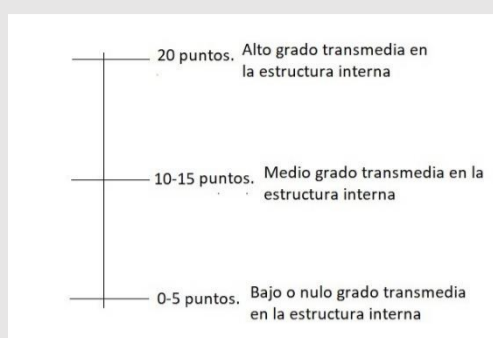 20 puntos. Alto grado transmedia en
la estructura interna
10-15 puntos. Medio grado transmedia en la
estructura interna
0-5 puntos. Bajo o nulo grado transmedia
en la estructura interna